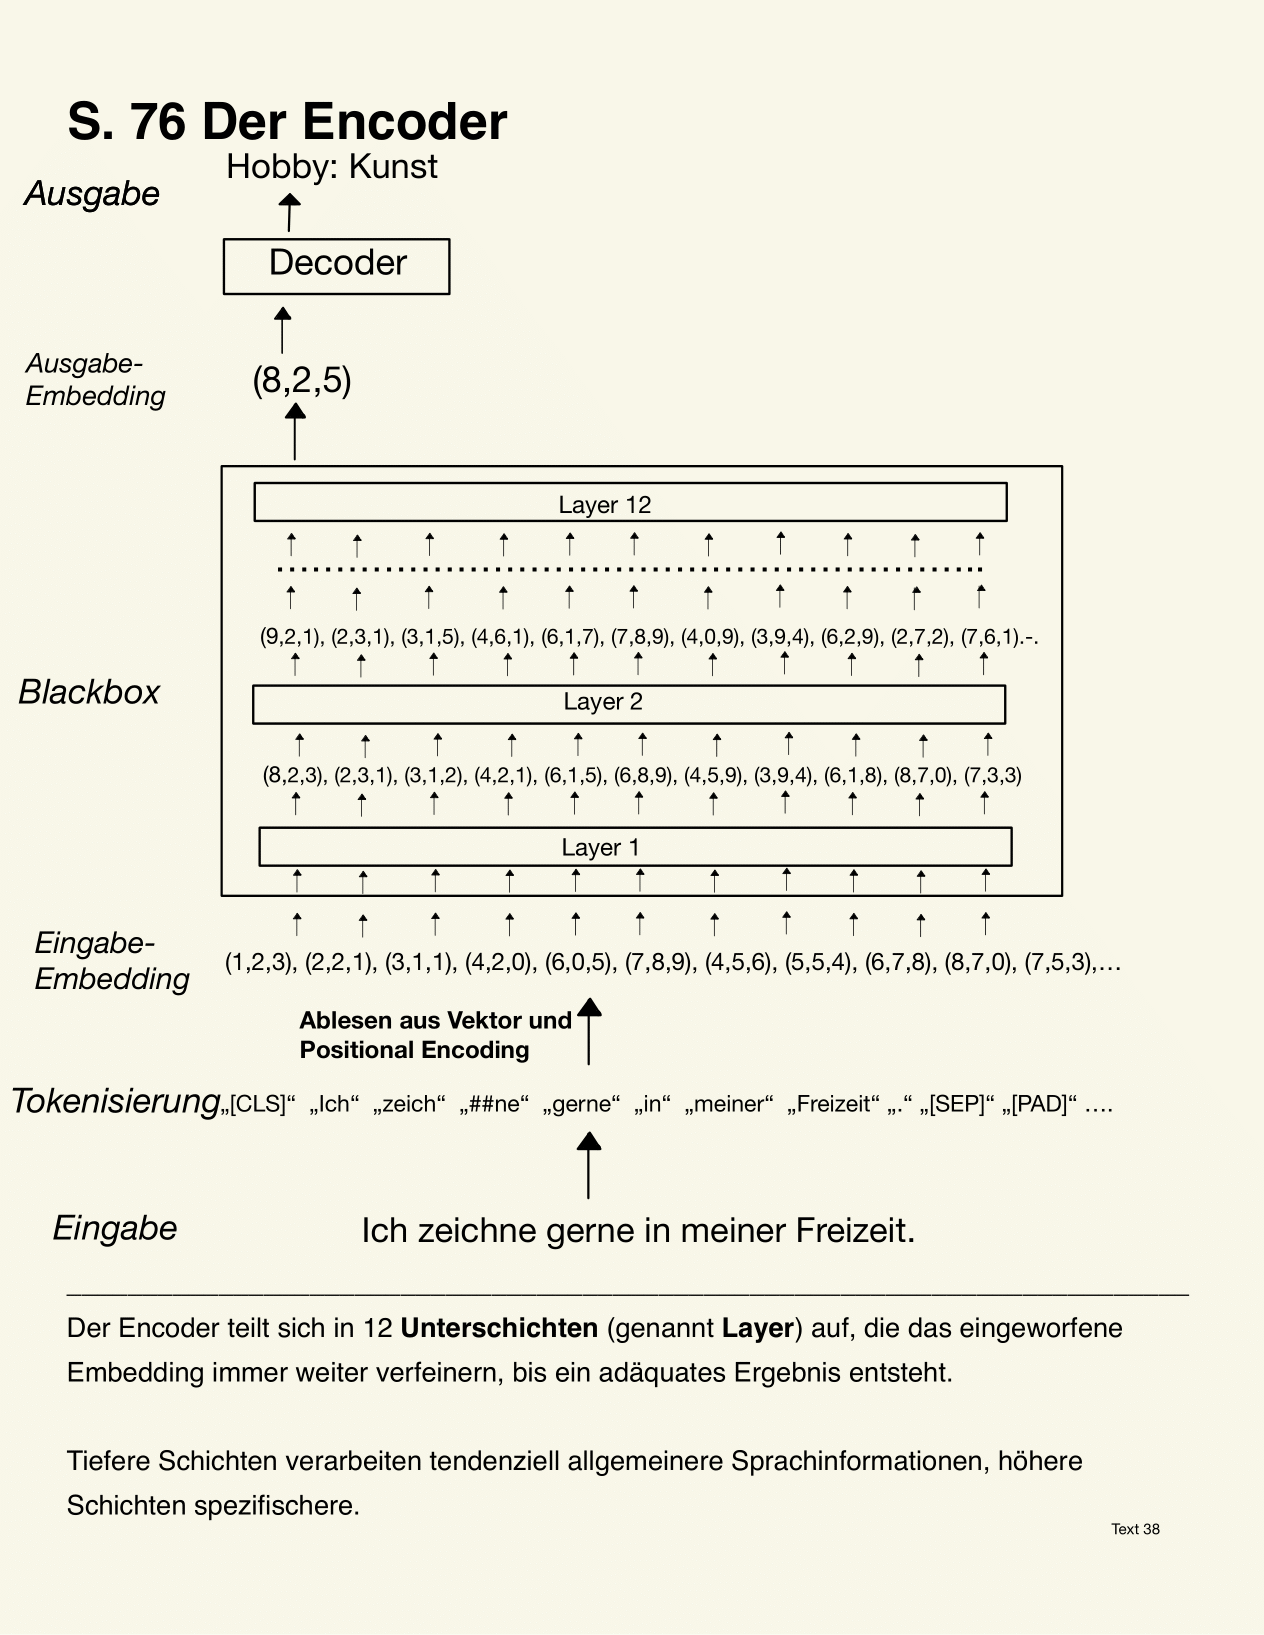 S. 76 Der Encoder
Hobby: Kunst
Ausgabe
Decoder
Ausgabe-
Embedding
(8,2,5)
Layer 12
(9,2,1), (2,3,1), (3,1,5), (4,6,1), (6,1,7), (7,8,9), (4,0,9), (3,9,4), (6,2,9), (2,7,2), (7,6,1).-.
Blackbox
Layer 2
(8,2,3), (2,3,1), (3,1,2), (4,2,1), (6,1,5), (6,8,9), (4,5,9), (3,9,4), (6,1,8), (8,7,0), (7,3,3)
Layer 1
Eingabe-
Embedding
(1,2,3), (2,2,1), (3,1,1), (4,2,0), (6,0,5), (7,8,9), (4,5,6), (5,5,4), (6,7,8), (8,7,0), (7,5,3),…
Ablesen aus Vektor und
Positional Encoding
Tokenisierung „[CLS]“ „Ich“ „zeich“ „##ne“ „gerne“ „in“ „meiner“ „Freizeit“ „.“ „[SEP]“ „[PAD]“ ….
Eingabe
Ich zeichne gerne in meiner Freizeit.
Der Encoder teilt sich in 12 Unterschichten (genannt Layer) auf, die das eingeworfene
Embedding immer weiter verfeinern, bis ein adäquates Ergebnis entsteht.
Tiefere Schichten verarbeiten tendenziell allgemeinere Sprachinformationen, höhere
Schichten spezifischere.
Text 38